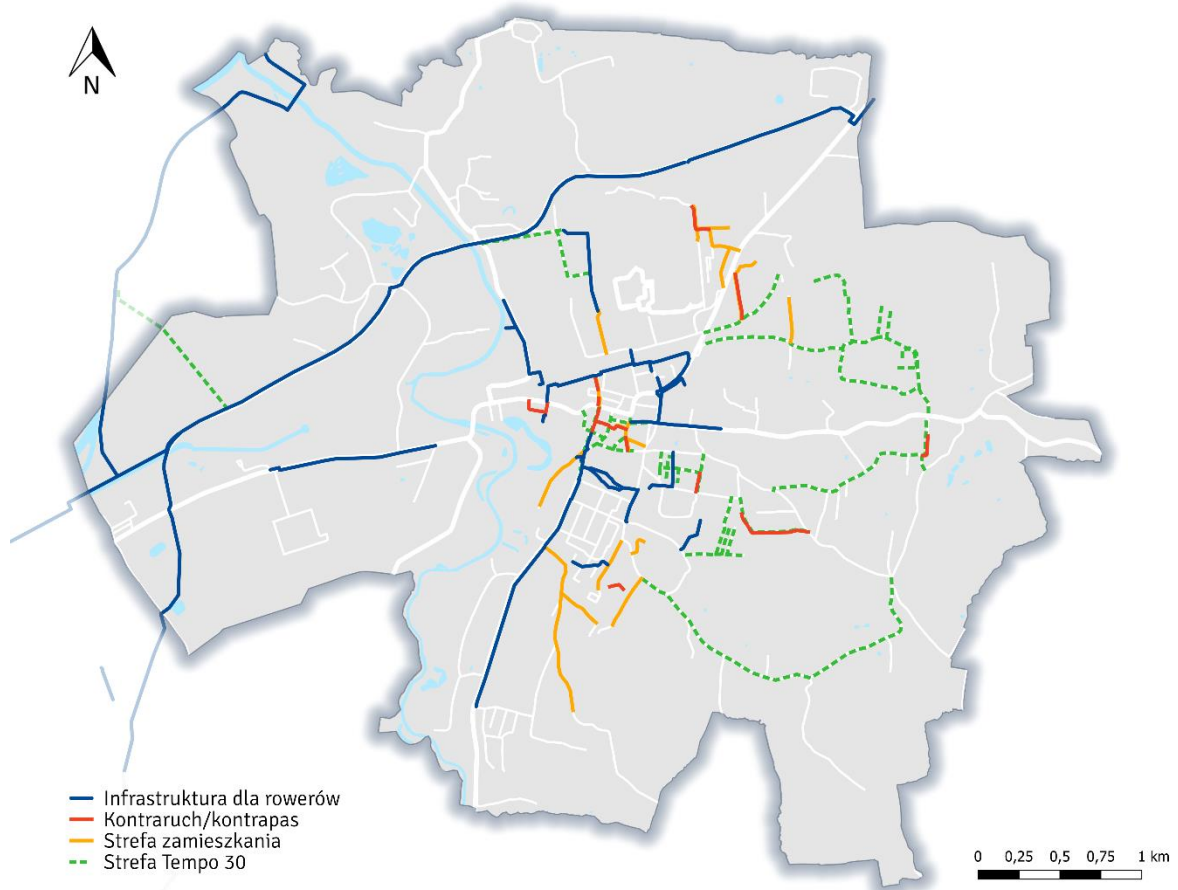 N
Infrastruktura dla rowerów
Kontraruch/kontrapas
Strefa zamieszkania
Strefa Tempo 30
0 0,25 0,5 0,75 1 km